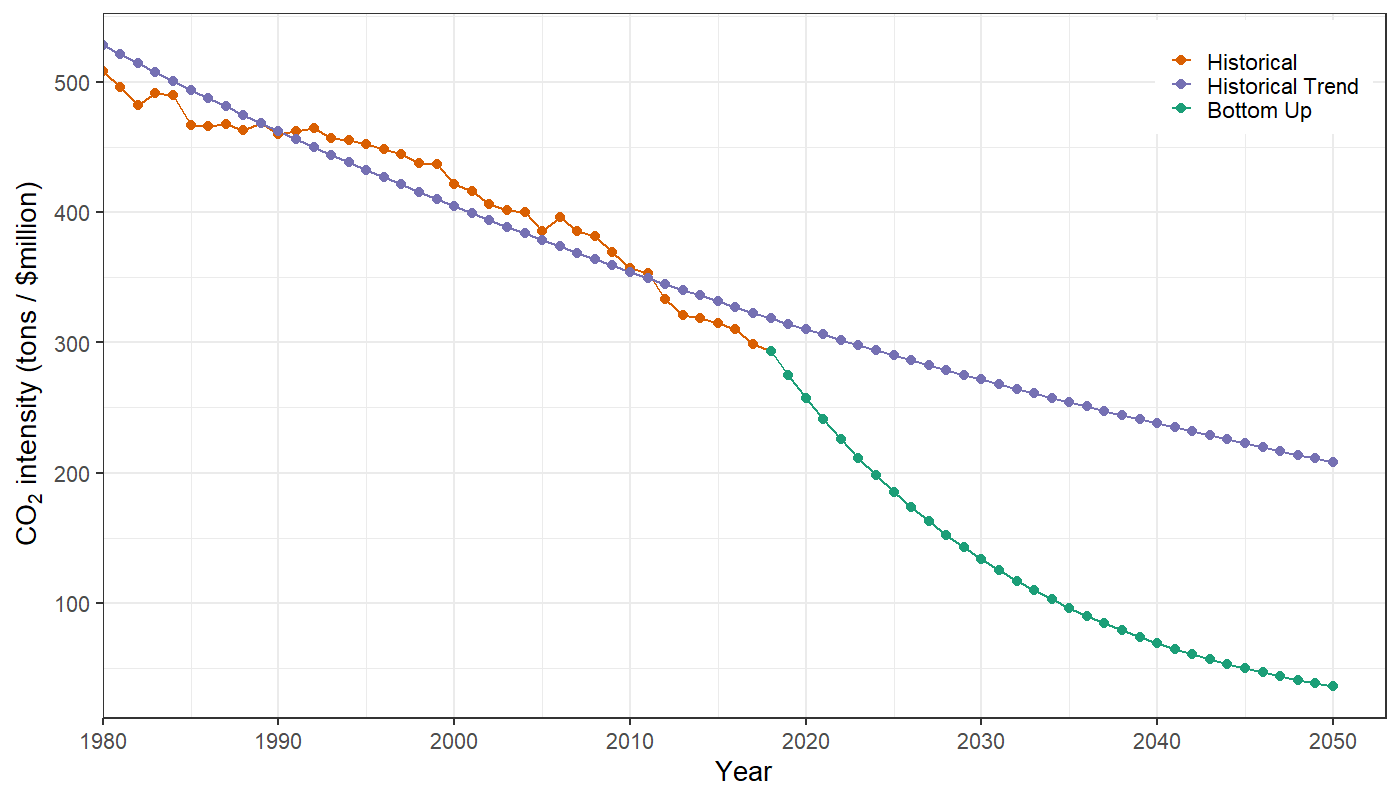 Historical
Historical Trend
Bottom Up
500
400
300
200
100
CO₂ intensity (tons / $million)
1980 1990 2000 2010 2020 2030 2040 2050
Year